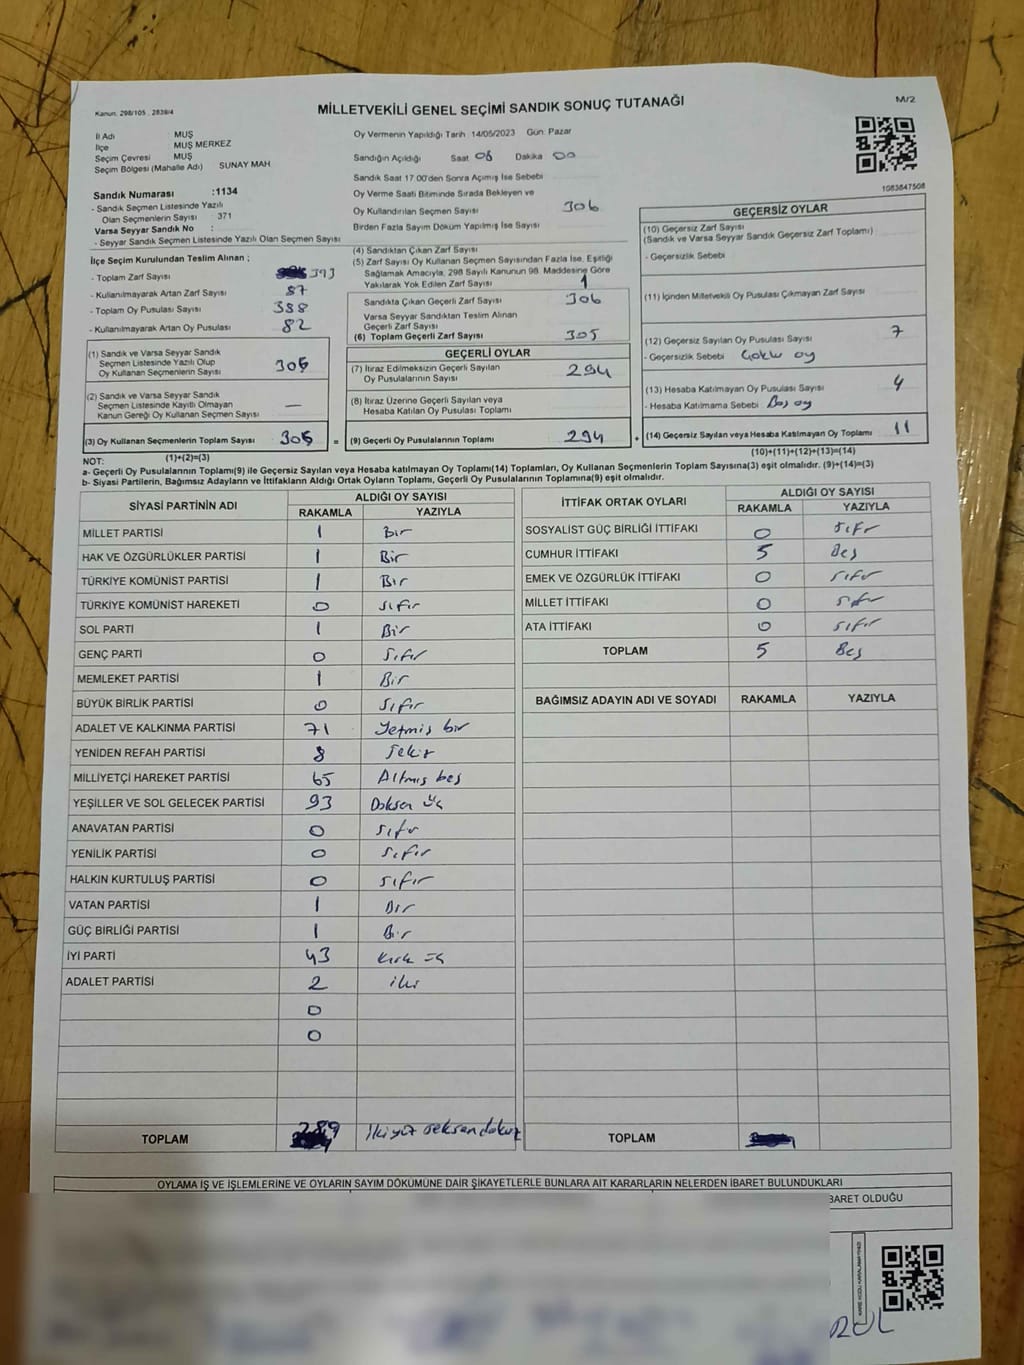 Kanun. 298/105 , 2839/4
MİLLETVEKİLİ GENEL SEÇİMİ SANDIK SONUÇ TUTANAĞI
M/2
İl Adı MUŞ
İlçe MUŞ MERKEZ
Seçim Çevresi MUŞ
Seçim Bölgesi (Mahalle Adı) SUNAY MAH
Sandık Numarası :1134
- Sandık Seçmen Listesinde Yazılı
Olan Seçmenlerin Sayısı : 371
Varsa Seyyar Sandık No :
- Seyyar Sandık Seçmen Listesinde Yazılı Olan Seçmen Sayısı
İlçe Seçim Kurulundan Teslim Alınan ;
- Toplam Zarf Sayısı 393
- Kullanılmayarak Artan Zarf Sayısı 87
- Toplam Oy Pusulası Sayısı 388
- Kullanılmayarak Artan Oy Pusulası 82
(1) Sandık ve Varsa Seyyar Sandık
Seçmen Listesinde Yazılı Olup
Oy Kullanan Seçmenlerin Sayısı 305
(2) Sandık ve Varsa Seyyar Sandık
Seçmen Listesinde Kayıtlı Olmayan
Kanun Gereği Oy Kullanan Seçmen Sayısı —
(3) Oy Kullanan Seçmenlerin Toplam Sayısı 305 =
(1)+(2)=(3)
Oy Vermenin Yapıldığı Tarih 14/05/2023 Gün: Pazar
Sandığın Açıldığı Saat 06 Dakika 00
Sandık Saat 17.00'den Sonra Açımış İse Sebebi
Oy Verme Saati Bitiminde Sırada Bekleyen ve
Oy Kullandırılan Seçmen Sayısı 306
Birden Fazla Sayım Döküm Yapılmış İse Sayısı
(4) Sandıktan Çıkan Zarf Sayısı
(5) Zarf Sayısı Oy Kullanan Seçmen Sayısından Fazla İse, Eşitliği
Sağlamak Amacıyla, 298 Sayılı Kanunun 98. Maddesine Göre
Yakılarak Yok Edilen Zarf Sayısı 1
Sandıkta Çıkan Geçerli Zarf Sayısı 306
Varsa Seyyar Sandıktan Teslim Alınan
Geçerli Zarf Sayısı
(6) Toplam Geçerli Zarf Sayısı 305
GEÇERLİ OYLAR
(7) İtiraz Edilmeksizin Geçerli Sayılan
Oy Pusulalarının Sayısı 294
(8) İtiraz Üzerine Geçerli Sayılan veya
Hesaba Katılan Oy Pusulası Toplamı
(9) Geçerli Oy Pusulalarının Toplamı 294 +
1083847508
GEÇERSİZ OYLAR
(10) Geçersiz Zarf Sayısı
(Sandık ve Varsa Seyyar Sandık Geçersiz Zarf Toplamı)
- Geçersizlik Sebebi
(11) İçinden Milletvekili Oy Pusulası Çıkmayan Zarf Sayısı
(12) Geçersiz Sayılan Oy Pusulası Sayısı 7
- Geçersizlik Sebebi Çoklu oy
(13) Hesaba Katılmayan Oy Pusulası Sayısı 4
- Hesaba Katılmama Sebebi Boş oy
(14) Geçersiz Sayılan veya Hesaba Katılmayan Oy Toplamı 11
(10)+(11)+(12)+(13)=(14)
NOT:
a- Geçerli Oy Pusulalarının Toplamı(9) ile Geçersiz Sayılan veya Hesaba katılmayan Oy Toplamı(14) Toplamları, Oy Kullanan Seçmenlerin Toplam Sayısına(3) eşit olmalıdır. (9)+(14)=(3)
b- Siyasi Partilerin, Bağımsız Adayların ve İttifakların Aldığı Ortak Oyların Toplamı, Geçerli Oy Pusulalarının Toplamına(9) eşit olmalıdır.
SİYASİ PARTİNİN ADI ALDIĞI OY SAYISI
RAKAMLA YAZIYLA
MİLLET PARTİSİ 1 Bir
HAK VE ÖZGÜRLÜKLER PARTİSİ 1 Bir
TÜRKİYE KOMÜNİST PARTİSİ 1 Bir
TÜRKİYE KOMÜNİST HAREKETİ 0 sıfır
SOL PARTİ 1 Bir
GENÇ PARTİ 0 sıfır
MEMLEKET PARTİSİ 1 Bir
BÜYÜK BİRLİK PARTİSİ 0 sıfır
ADALET VE KALKINMA PARTİSİ 71 Yetmiş bir
YENİDEN REFAH PARTİSİ 8 sekiz
MİLLİYETÇİ HAREKET PARTİSİ 65 Altmış beş
YEŞİLLER VE SOL GELECEK PARTİSİ 93 Doksan üç
ANAVATAN PARTİSİ 0 sıfır
YENİLİK PARTİSİ 0 sıfır
HALKIN KURTULUŞ PARTİSİ 0 sıfır
VATAN PARTİSİ 1 Bir
GÜÇ BİRLİĞİ PARTİSİ 1 Bir
İYİ PARTİ 43 kırk üç
ADALET PARTİSİ 2 iki
0
0
TOPLAM 289 ikiyüz seksen dokuz
İTTİFAK ORTAK OYLARI ALDIĞI OY SAYISI
RAKAMLA YAZIYLA
SOSYALİST GÜÇ BİRLİĞİ İTTİFAKI 0 sıfır
CUMHUR İTTİFAKI 5 Beş
EMEK VE ÖZGÜRLÜK İTTİFAKI 0 sıfır
MİLLET İTTİFAKI 0 sıfır
ATA İTTİFAKI 0 sıfır
TOPLAM 5 Beş
BAĞIMSIZ ADAYIN ADI VE SOYADI RAKAMLA YAZIYLA
TOPLAM
OYLAMA İŞ VE İŞLEMLERİNE VE OYLARIN SAYIM DÖKÜMÜNE DAİR ŞİKAYETLERLE BUNLARA AİT KARARLARIN NELERDEN İBARET BULUNDUKLARI
BARET OLDUĞU
KARE KODU KARALAMAYINIZ!